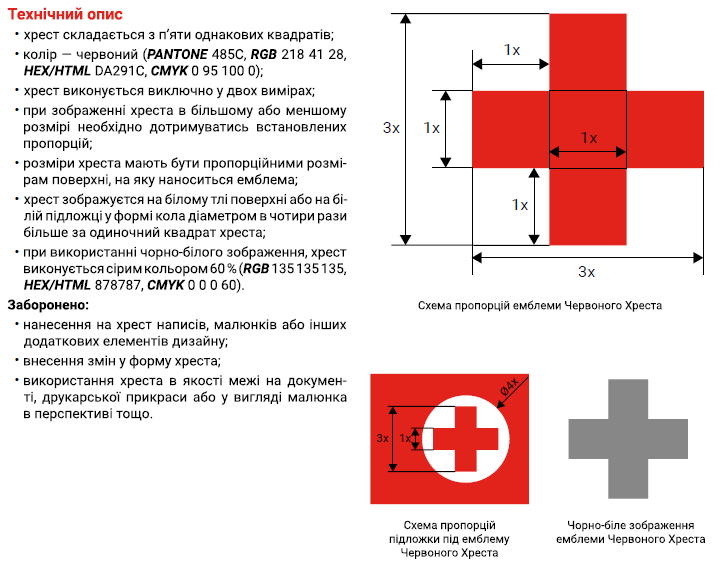 Технічний опис
• хрест складається з п’яти однакових квадратів;
• колір — червоний (PANTONE 485C, RGB 218 41 28,
HEX/HTML DA291C, CMYK 0 95 100 0);
• хрест виконується виключно у двох вимірах;
• при зображенні хреста в більшому або меншому
розмірі необхідно дотримуватись встановлених
пропорцій;
• розміри хреста мають бути пропорційними розмі-
рам поверхні, на яку наноситься емблема;
• хрест зображуєтся на білому тлі поверхні або на бі-
лій підложці у формі кола діаметром в чотири рази
більше за одиночний квадрат хреста;
• при використанні чорно-білого зображення, хрест
виконується сірим кольором 60 % (RGB 135 135 135,
HEX/HTML 878787, CMYK 0 0 0 60).
Заборонено:
• нанесення на хрест написів, малюнків або інших
додаткових елементів дизайну;
• внесення змін у форму хреста;
• використання хреста в якості межі на докумен-
ті, друкарської прикраси або у вигляді малюнка
в перспективі тощо.
1x
3x
1x
1x
1x
3x
Схема пропорцій емблеми Червоного Хреста
Ø4x
3x
1x
Схема пропорцій
підложки під емблему
Червоного Хреста
Чорно-біле зображення
емблеми Червоного Хреста